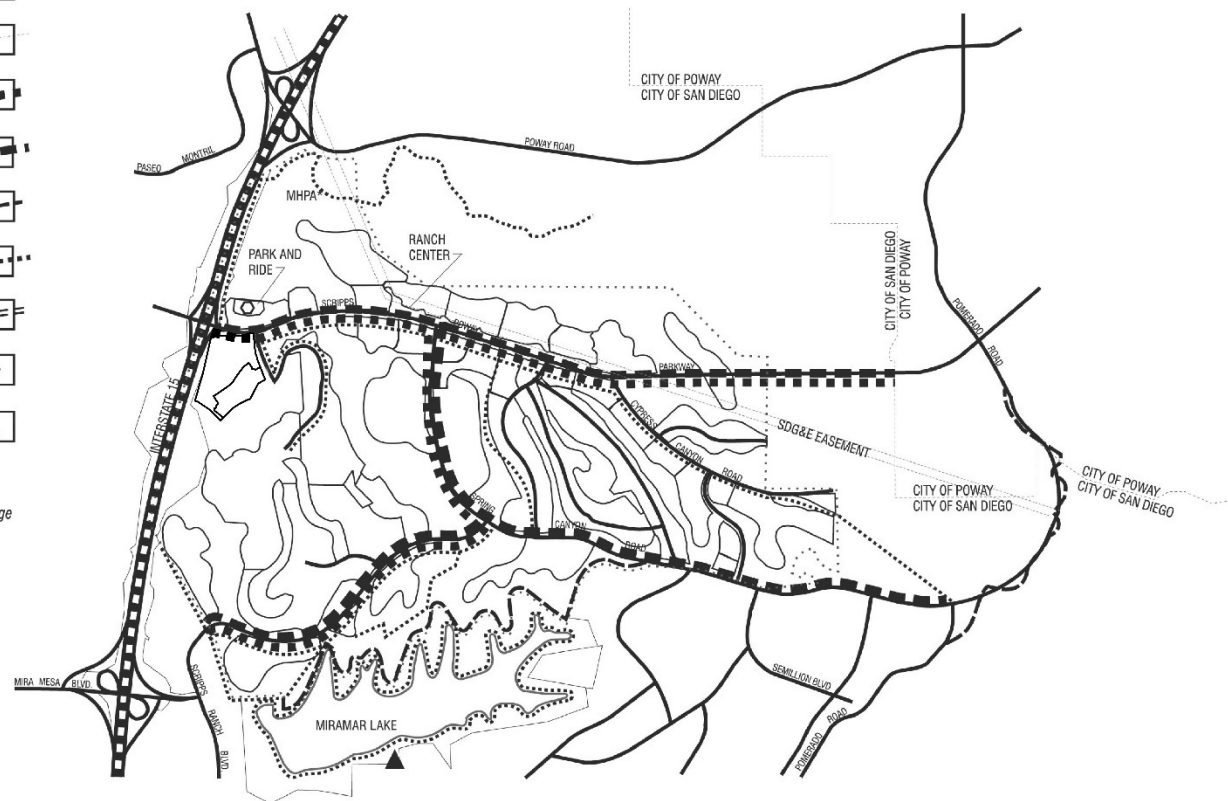 CITY OF POWAY
CITY OF SAN DIEGO
POWAY ROAD
PASEO MONTRIL
MHPA
PARK AND
RIDE
RANCH
CENTER
SCRIPPS POWAY PARKWAY
CITY OF SAN DIEGO
CITY OF POWAY
POMERADO ROAD
INTERSTATE 15
CYPRESS CANYON ROAD
SDG&E EASEMENT
CITY OF POWAY
CITY OF SAN DIEGO
CITY OF POWAY
CITY OF SAN DIEGO
SPRING CANYON ROAD
ge
MIRA MESA BLVD
SCRIPPS RANCH BLVD
MIRAMAR LAKE
SEMILLION BLVD
POMERADO ROAD